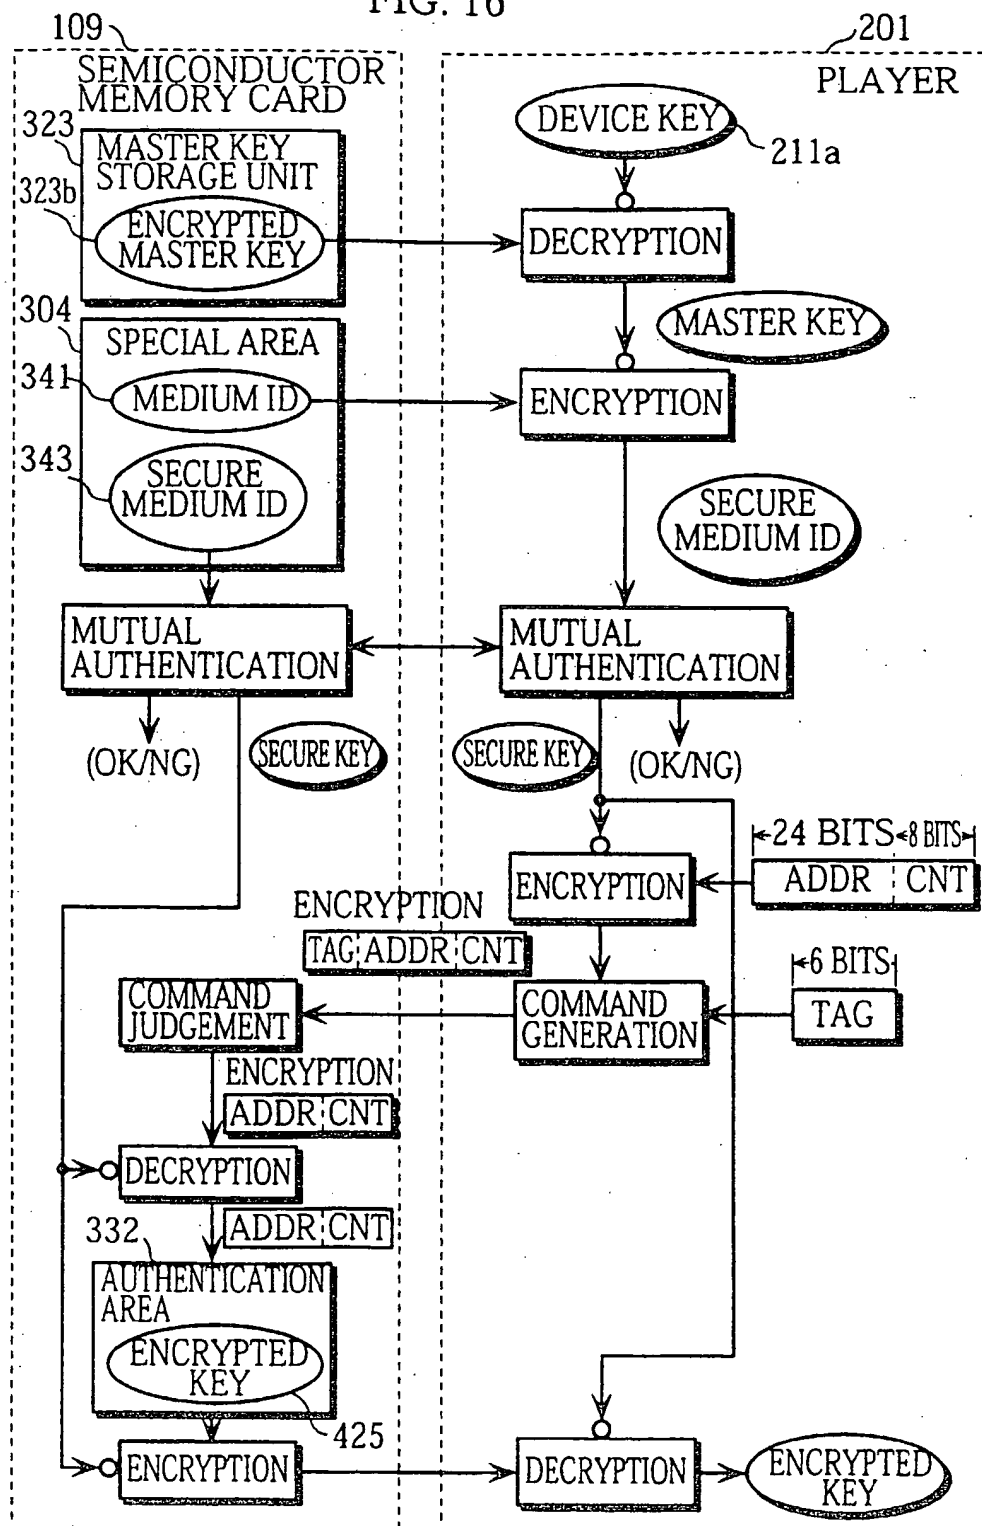 FIG. 16
109
201
SEMICONDUCTOR
MEMORY CARD
PLAYER
323
MASTER KEY
STORAGE UNIT
323b
ENCRYPTED
MASTER KEY
DEVICE KEY
211a
DECRYPTION
MASTER KEY
304
SPECIAL AREA
341
MEDIUM ID
ENCRYPTION
343
SECURE
MEDIUM ID
SECURE
MEDIUM ID
MUTUAL
AUTHENTICATION
MUTUAL
AUTHENTICATION
(OK/NG)
SECURE KEY
SECURE KEY
(OK/NG)
24 BITS
8 BITS
ENCRYPTION
ADDR
CNT
ENCRYPTION
TAG
ADDR
CNT
6 BITS
COMMAND
JUDGEMENT
COMMAND
GENERATION
TAG
ENCRYPTION
ADDR
CNT
DECRYPTION
ADDR
CNT
332
AUTHENTICATION
AREA
ENCRYPTED
KEY
425
ENCRYPTION
DECRYPTION
ENCRYPTED
KEY